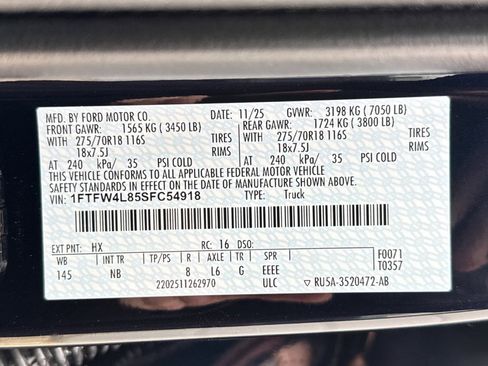 MFD. BY FORD MOTOR CO. 11/25 GVWR: 3198 KG ( 7050 LB)
FRONT GAWR: 1565 KG ( 3450 LB) REAR GAWR: 1724 KG ( 3800 LB)
WITH 275/70R18 116S TIRES WITH 275/70R18 116S TIRES
18x7.5J RIMS 18x7.5J RIMS
AT 240 kPa/ 35 PSI COLD AT 240 kPa/ 35 PSI COLD
THIS VEHICLE CONFORMS TO ALL APPLICABLE FEDERAL MOTOR VEHICLE
SAFETY STANDARDS IN EFFECT ON THE DATE OF MANUFACTURE SHOWN ABOVE.
VIN: 1FTFW4L85SFC54918 TYPE: Truck
EXT PNT: HX RC: 16 DSO: F0071
WB INT TR TP/PS R AXLE TR SPR T0357
145 NB 8 L6 G EEEE
2202511262970 ULC ▽ RU5A-3520472-AB